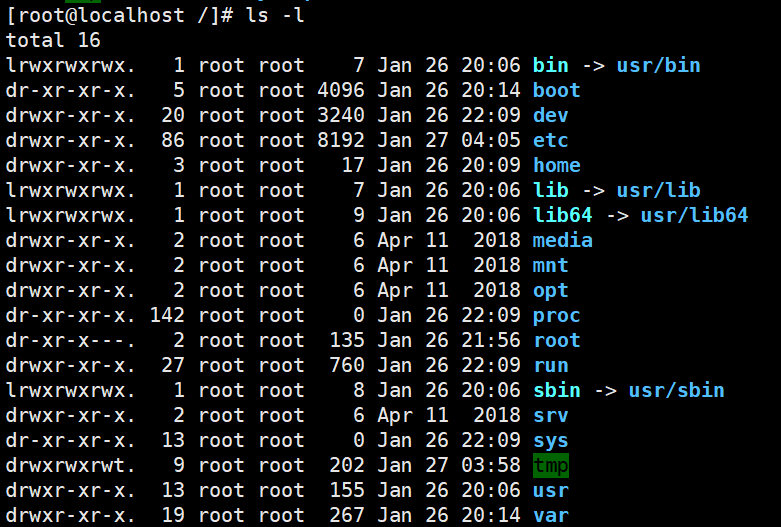 [root@localhost /]# ls -l
total 16
lrwxrwxrwx.   1 root root    7 Jan 26 20:06 bin -> usr/bin
dr-xr-xr-x.   5 root root 4096 Jan 26 20:14 boot
drwxr-xr-x.  20 root root 3240 Jan 26 22:09 dev
drwxr-xr-x.  86 root root 8192 Jan 27 04:05 etc
drwxr-xr-x.   3 root root   17 Jan 26 20:09 home
lrwxrwxrwx.   1 root root    7 Jan 26 20:06 lib -> usr/lib
lrwxrwxrwx.   1 root root    9 Jan 26 20:06 lib64 -> usr/lib64
drwxr-xr-x.   2 root root    6 Apr 11  2018 media
drwxr-xr-x.   2 root root    6 Apr 11  2018 mnt
drwxr-xr-x.   2 root root    6 Apr 11  2018 opt
dr-xr-xr-x. 142 root root    0 Jan 26 22:09 proc
dr-xr-x---.   2 root root  135 Jan 26 21:56 root
drwxr-xr-x.  27 root root  760 Jan 26 22:09 run
lrwxrwxrwx.   1 root root    8 Jan 26 20:06 sbin -> usr/sbin
drwxr-xr-x.   2 root root    6 Apr 11  2018 srv
dr-xr-xr-x.  13 root root    0 Jan 26 22:09 sys
drwxrwxrwt.   9 root root  202 Jan 27 03:58 tmp
drwxr-xr-x.  13 root root  155 Jan 26 20:06 usr
drwxr-xr-x.  19 root root  267 Jan 26 20:14 var